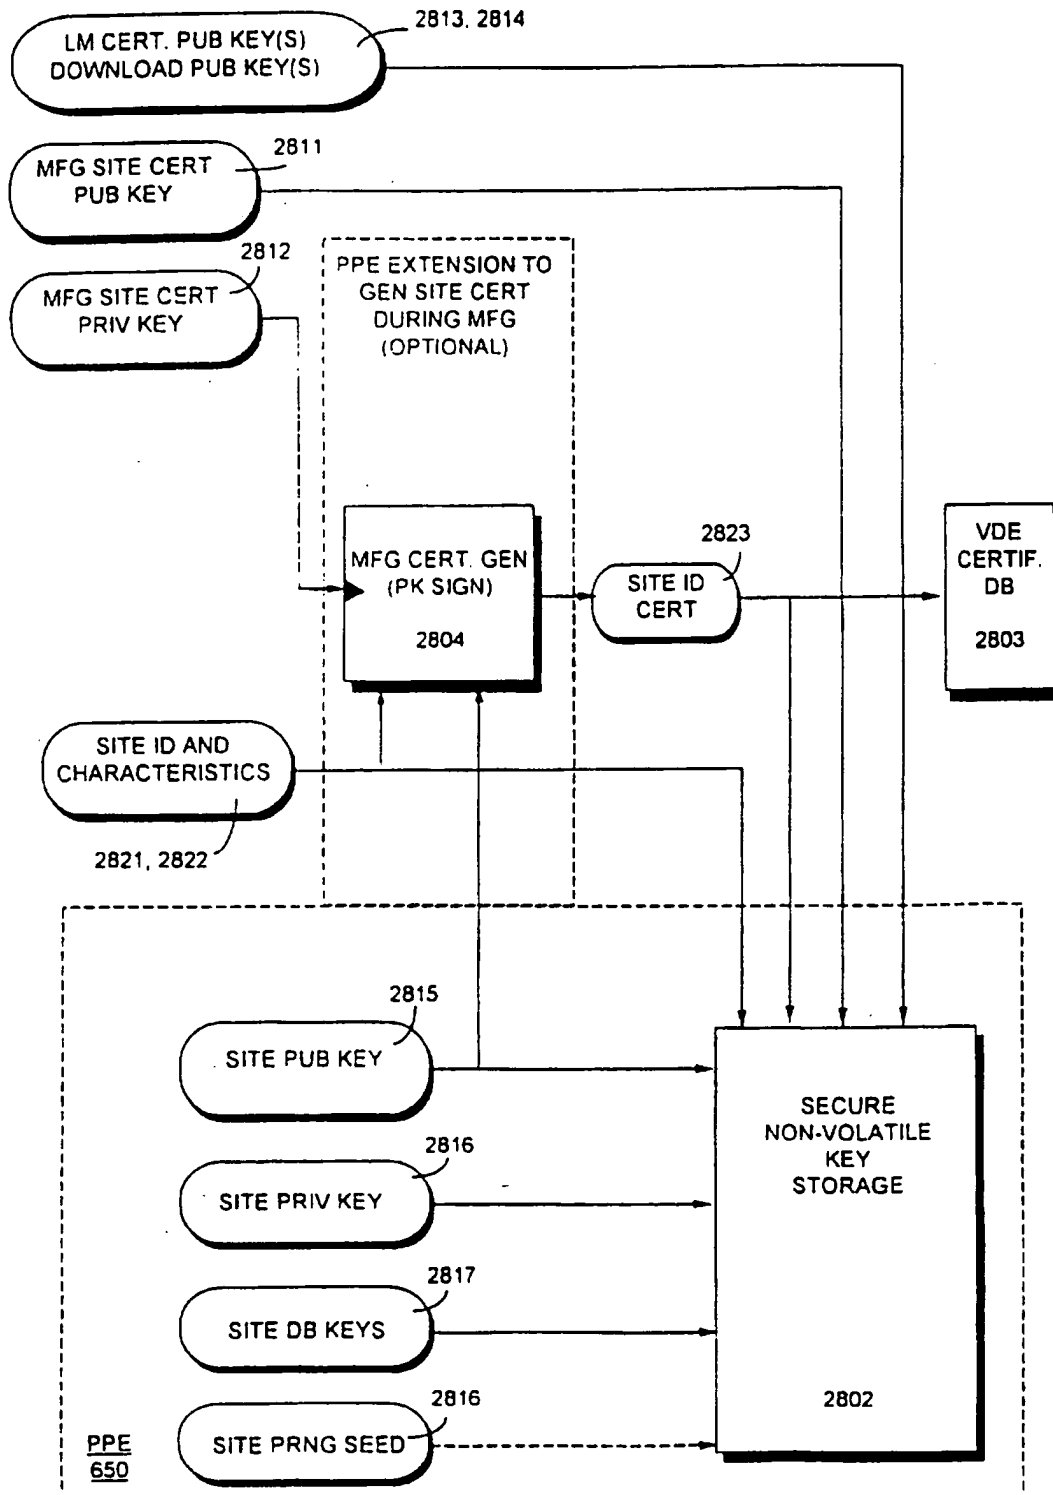 2813, 2814
LM CERT. PUB KEY(S)
DOWNLOAD PUB KEY(S)
2811
MFG SITE CERT
PUB KEY
2812
MFG SITE CERT
PRIV KEY
PPE EXTENSION TO
GEN SITE CERT
DURING MFG
(OPTIONAL)
MFG CERT. GEN
(PK SIGN)
2804
2823
SITE ID
CERT
VDE
CERTIF.
DB
2803
SITE ID AND
CHARACTERISTICS
2821, 2822
2815
SITE PUB KEY
2816
SITE PRIV KEY
2817
SITE DB KEYS
2816
SITE PRNG SEED
SECURE
NON-VOLATILE
KEY
STORAGE
2802
PPE
650